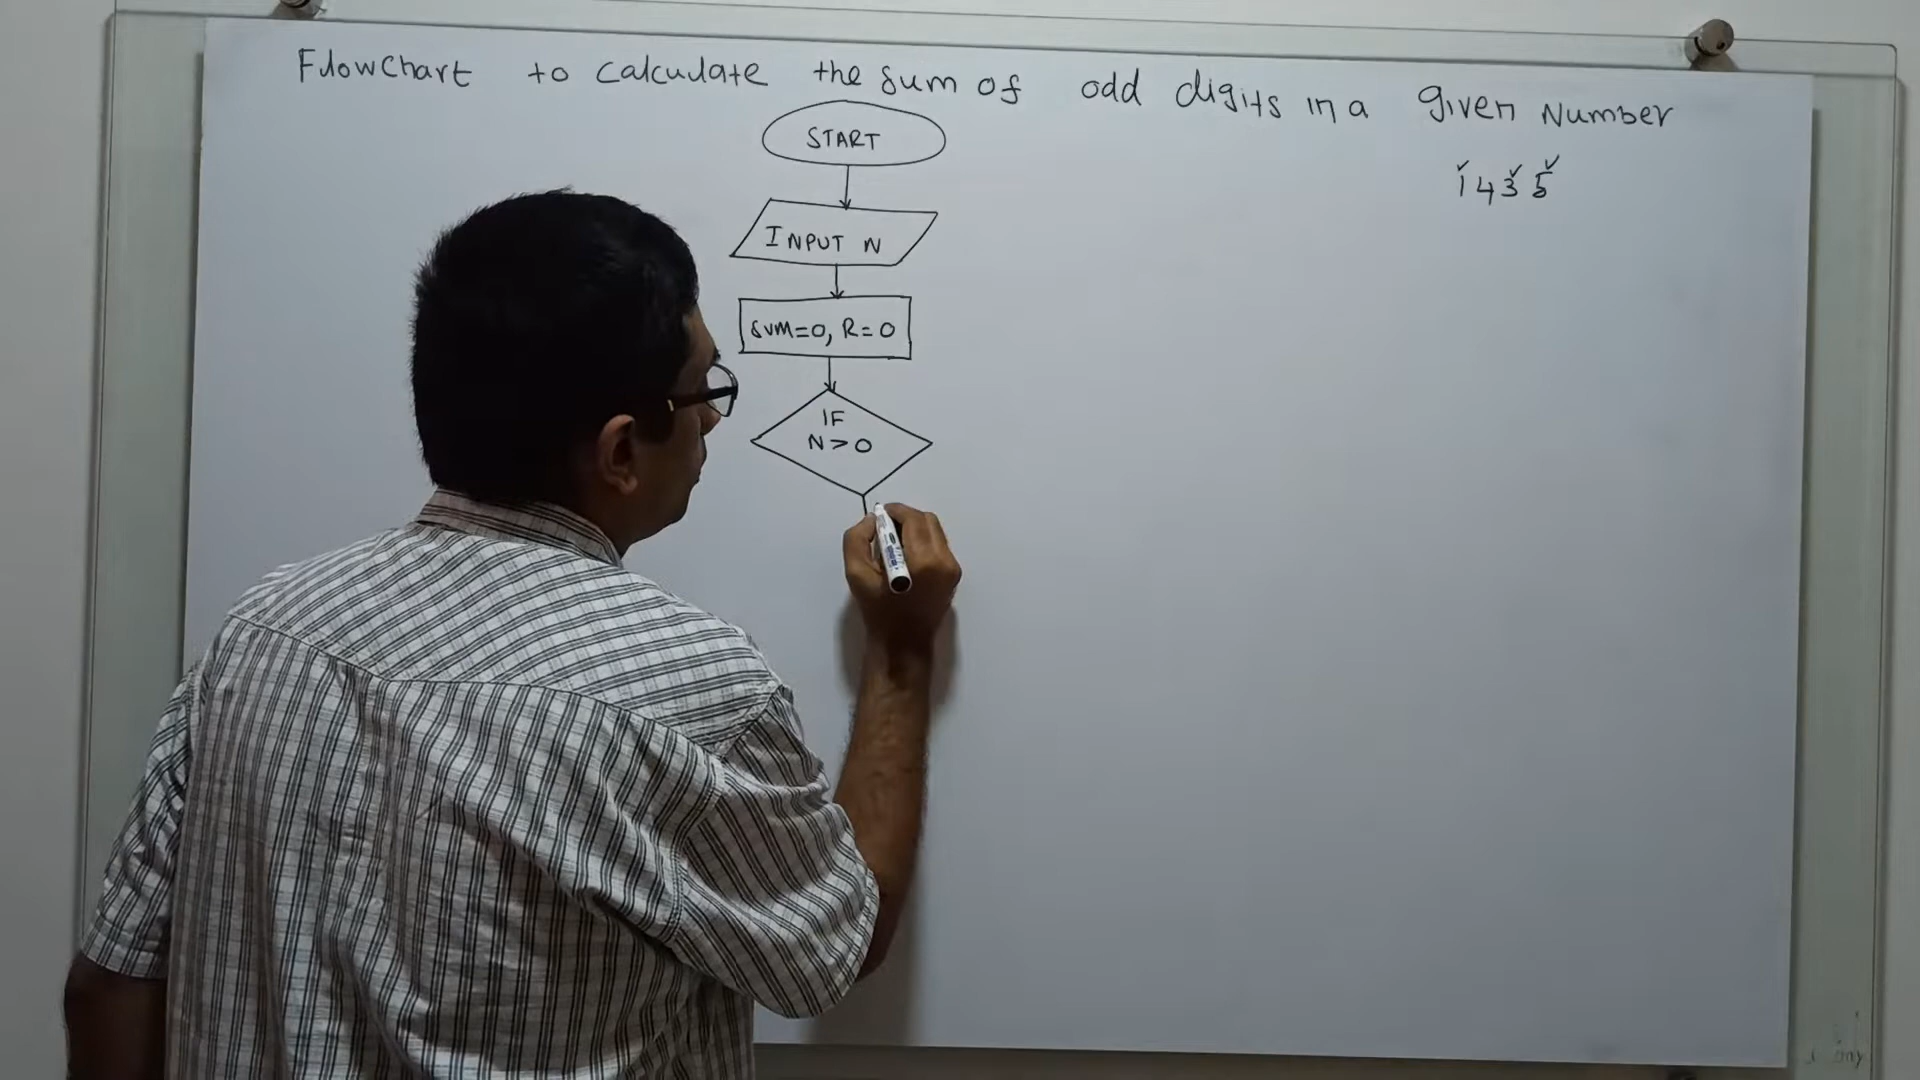 Flowchart to calculate the sum of odd digits in a given Number
START
1435
INPUT N
SUM=0, R=0
IF
N>0